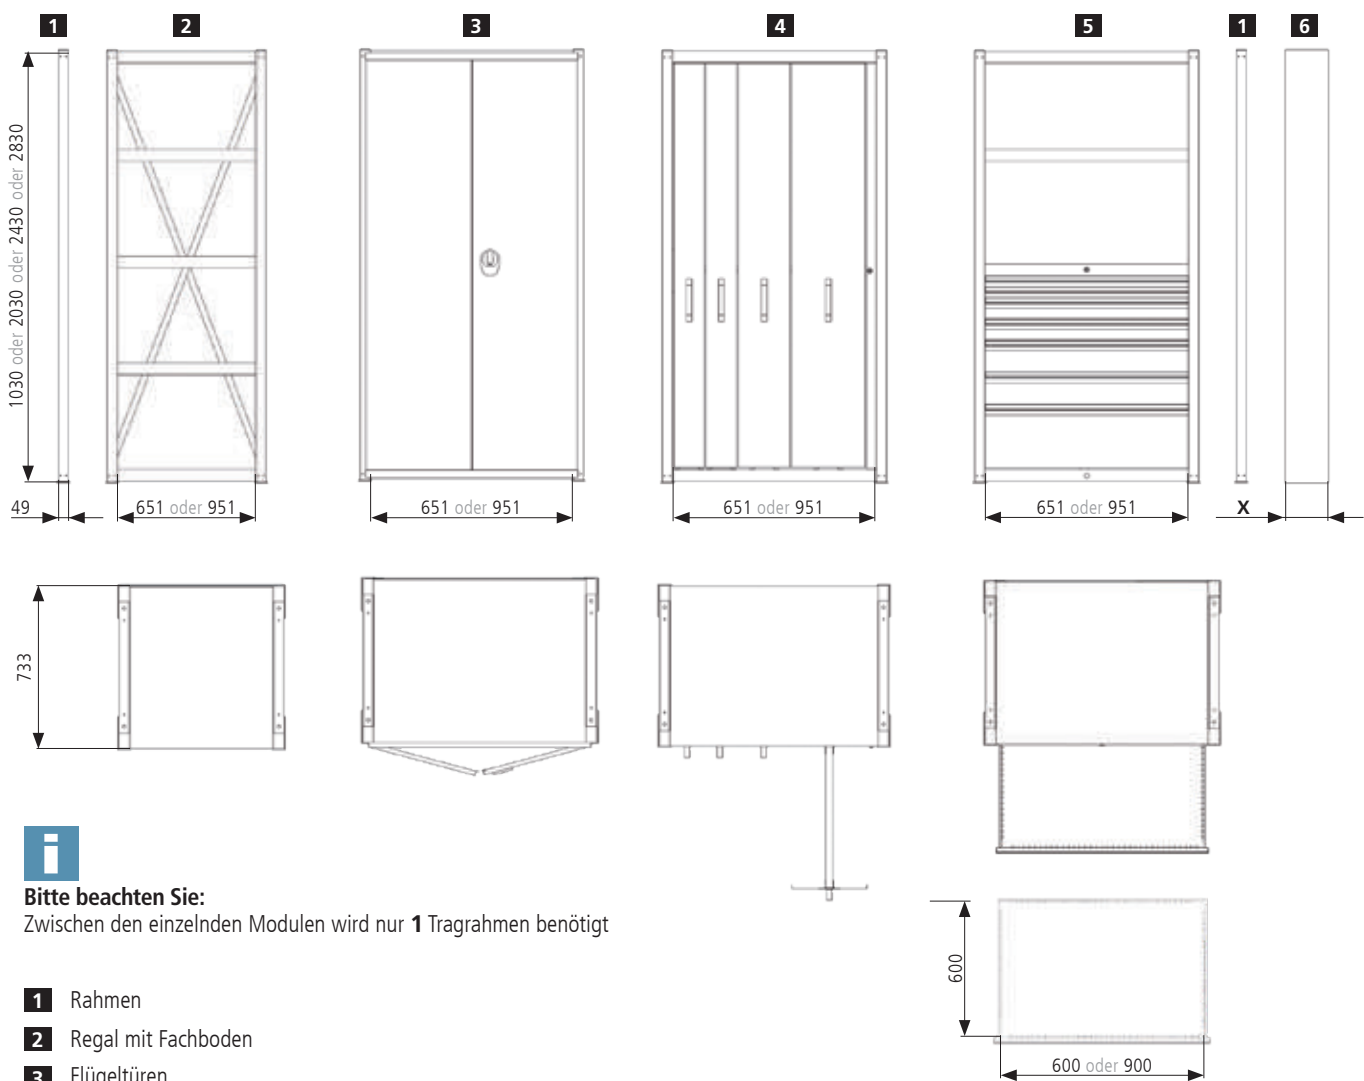 1 2 3 4 5 1 6
1030 oder 2030 oder 2430 oder 2830
49 651 oder 951 651 oder 951 651 oder 951 651 oder 951 X
733
i
Bitte beachten Sie:
Zwischen den einzelnden Modulen wird nur 1 Tragrahmen benötigt
600
600 oder 900
1 Rahmen
2 Regal mit Fachboden
3 Flügeltüren